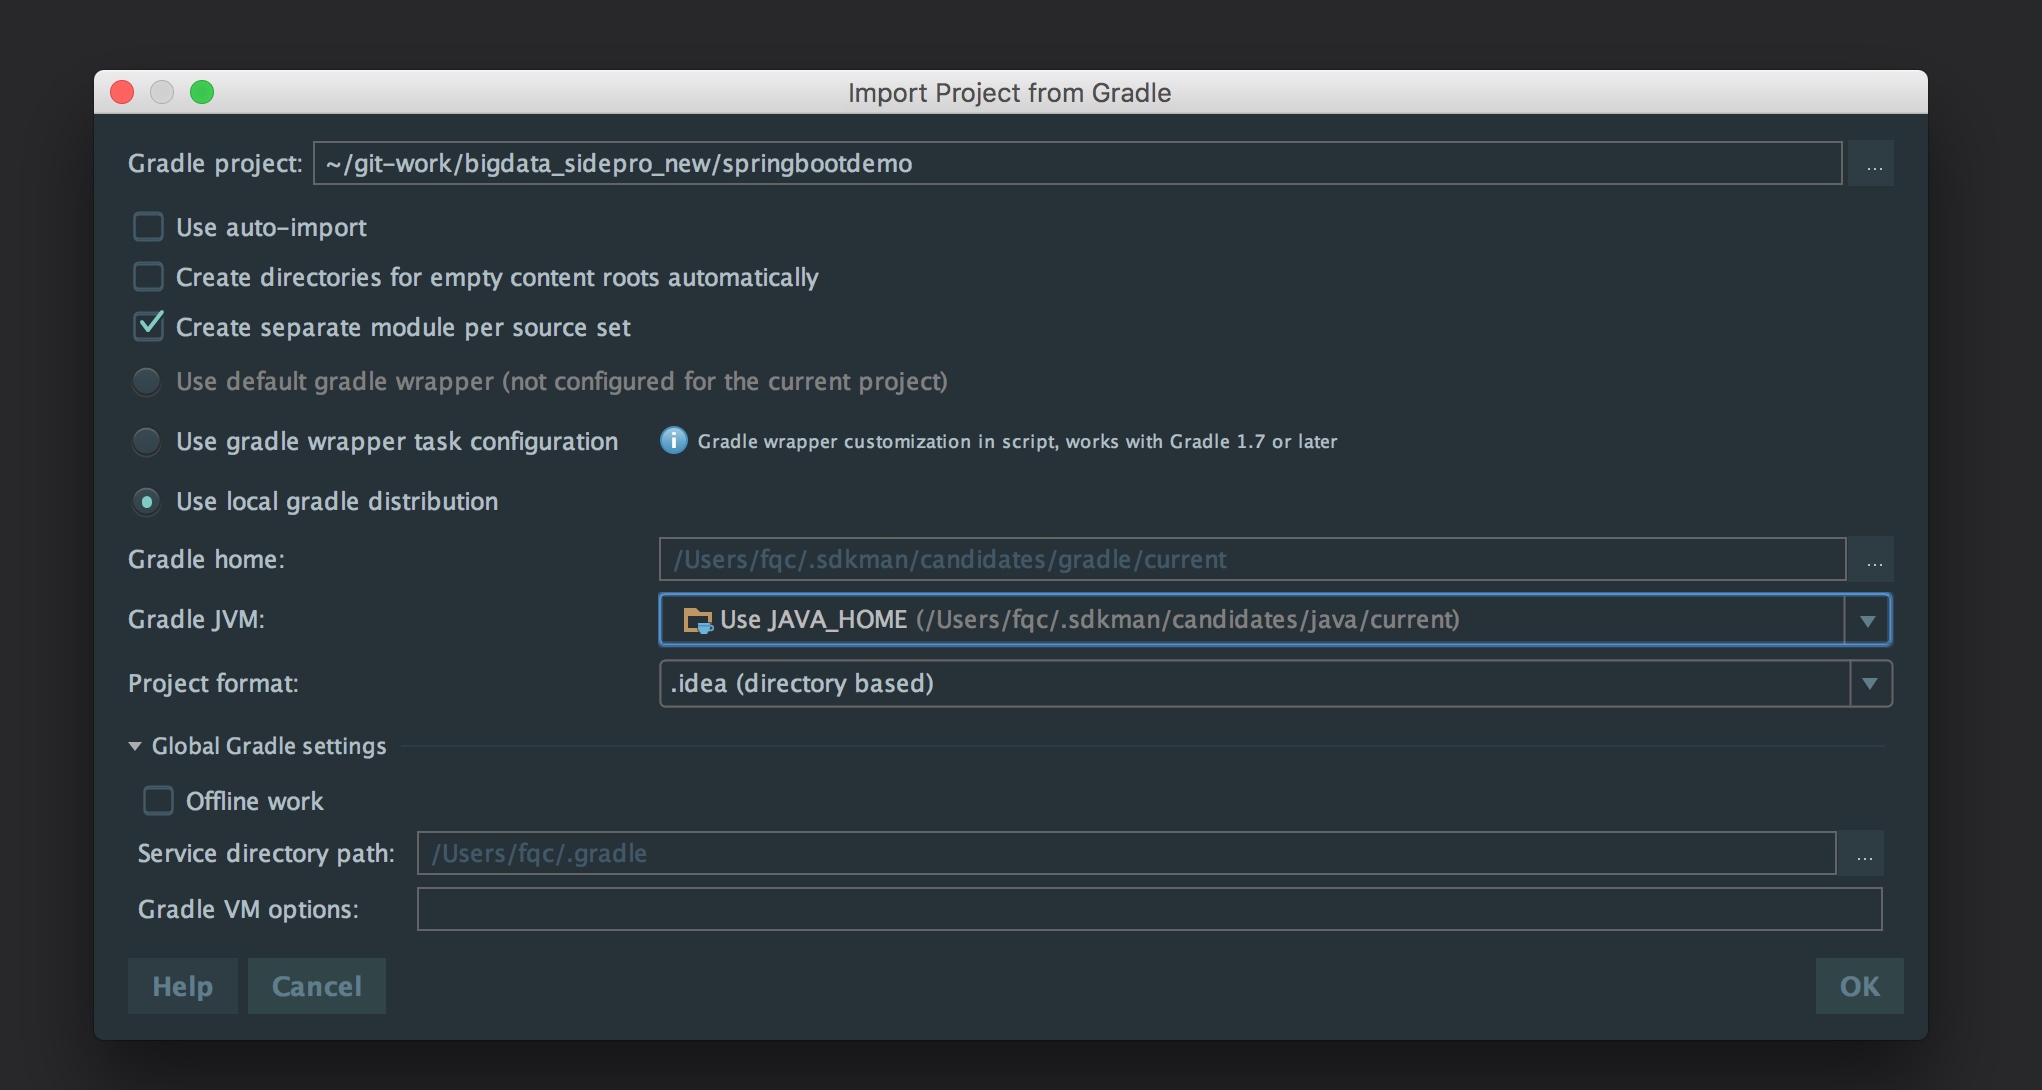 Import Project from Gradle
Gradle project: ~/git-work/bigdata_sidepro_new/springbootdemo ...
Use auto-import
Create directories for empty content roots automatically
Create separate module per source set
Use default gradle wrapper (not configured for the current project)
Use gradle wrapper task configuration i Gradle wrapper customization in script, works with Gradle 1.7 or later
Use local gradle distribution
Gradle home: /Users/fqc/.sdkman/candidates/gradle/current ...
Gradle JVM: Use JAVA_HOME (/Users/fqc/.sdkman/candidates/java/current)
Project format: .idea (directory based)
Global Gradle settings
Offline work
Service directory path: /Users/fqc/.gradle ...
Gradle VM options:
Help Cancel OK